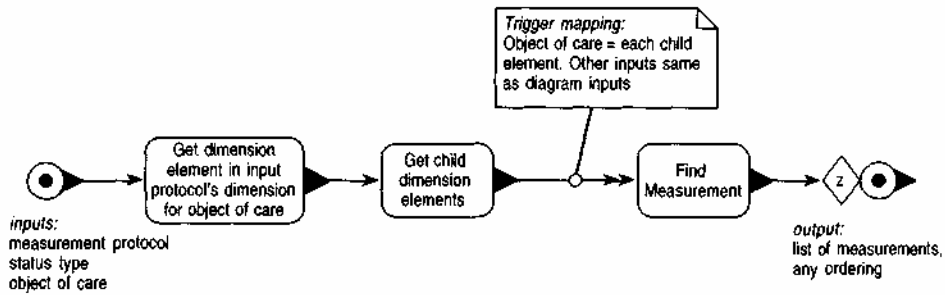 Trigger mapping:
Object of care = each child
element. Other inputs same
as diagram inputs
Get dimension
element in input
protocol's dimension
for object of care
Get child
dimension
elements
Find
Measurement
z
inputs:
measurement protocol
status type
object of care
output:
list of measurements,
any ordering